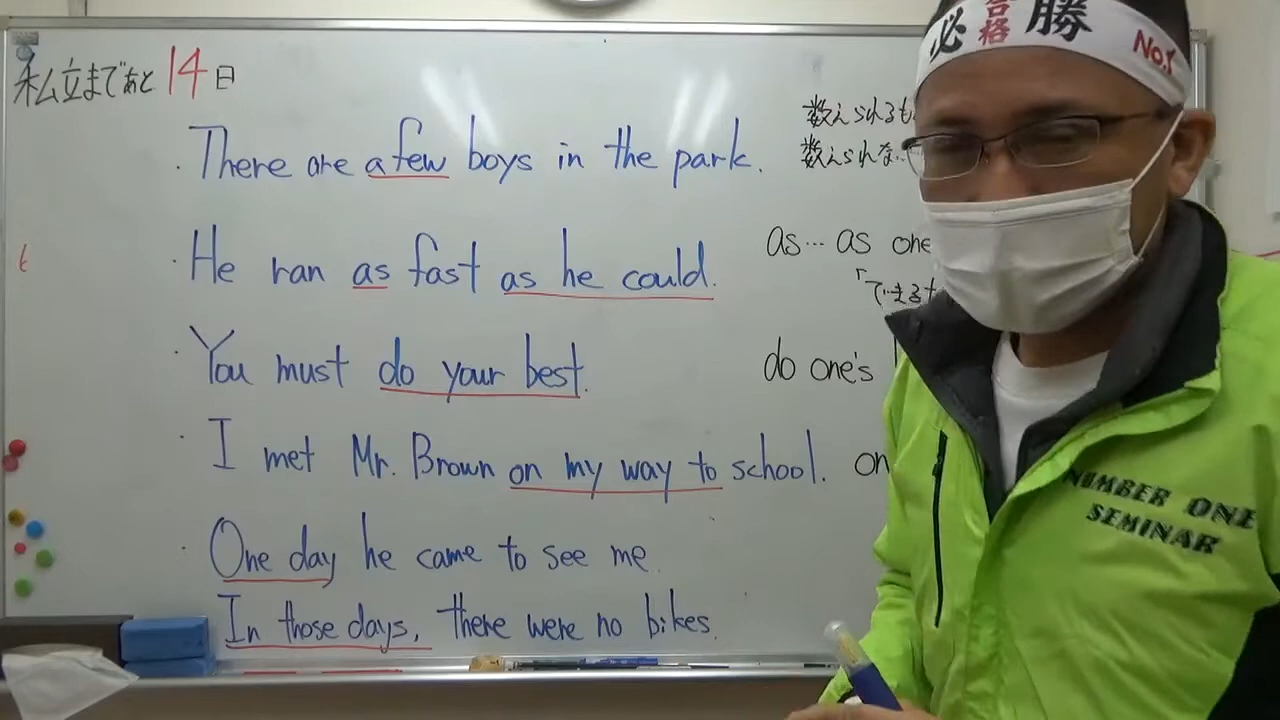 必 合格 勝 No.1
私立まであと14日
・There are a few boys in the park.
数えられるも
数えられな
・He ran as fast as he could.
as… as one
「できる
・You must do your best.
do one's
・I met Mr. Brown on my way to school.
on
・One day he came to see me.
In those days, there were no bikes.
NUMBER ONE
SEMINAR